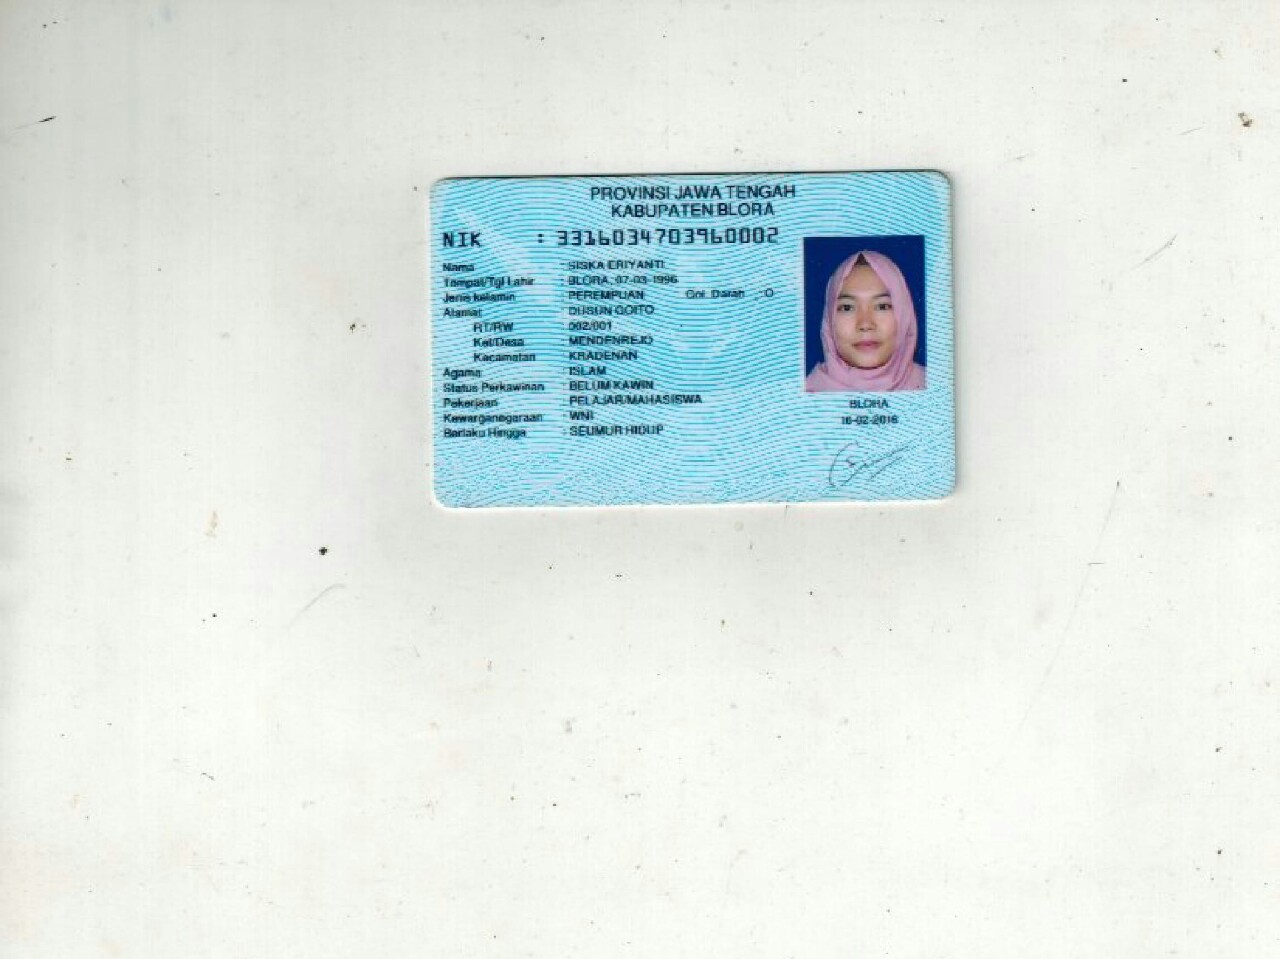 PROVINSI JAWA TENGAH
KABUPATEN BLORA
NIK : 3316034703960002
Nama : SISKA ERIYANTI
Tempat/Tgl Lahir : BLORA, 07-03-1996
Jenis kelamin : PEREMPUAN Gol. Darah : O
Alamat : DUSUN GOITO
RT/RW : 002/001
Kel/Desa : MENDENREJO
Kecamatan : KRADENAN
Agama : ISLAM
Status Perkawinan : BELUM KAWIN
Pekerjaan : PELAJAR/MAHASISWA
Kewarganegaraan : WNI
Berlaku Hingga : SEUMUR HIDUP
BLORA
16-02-2016